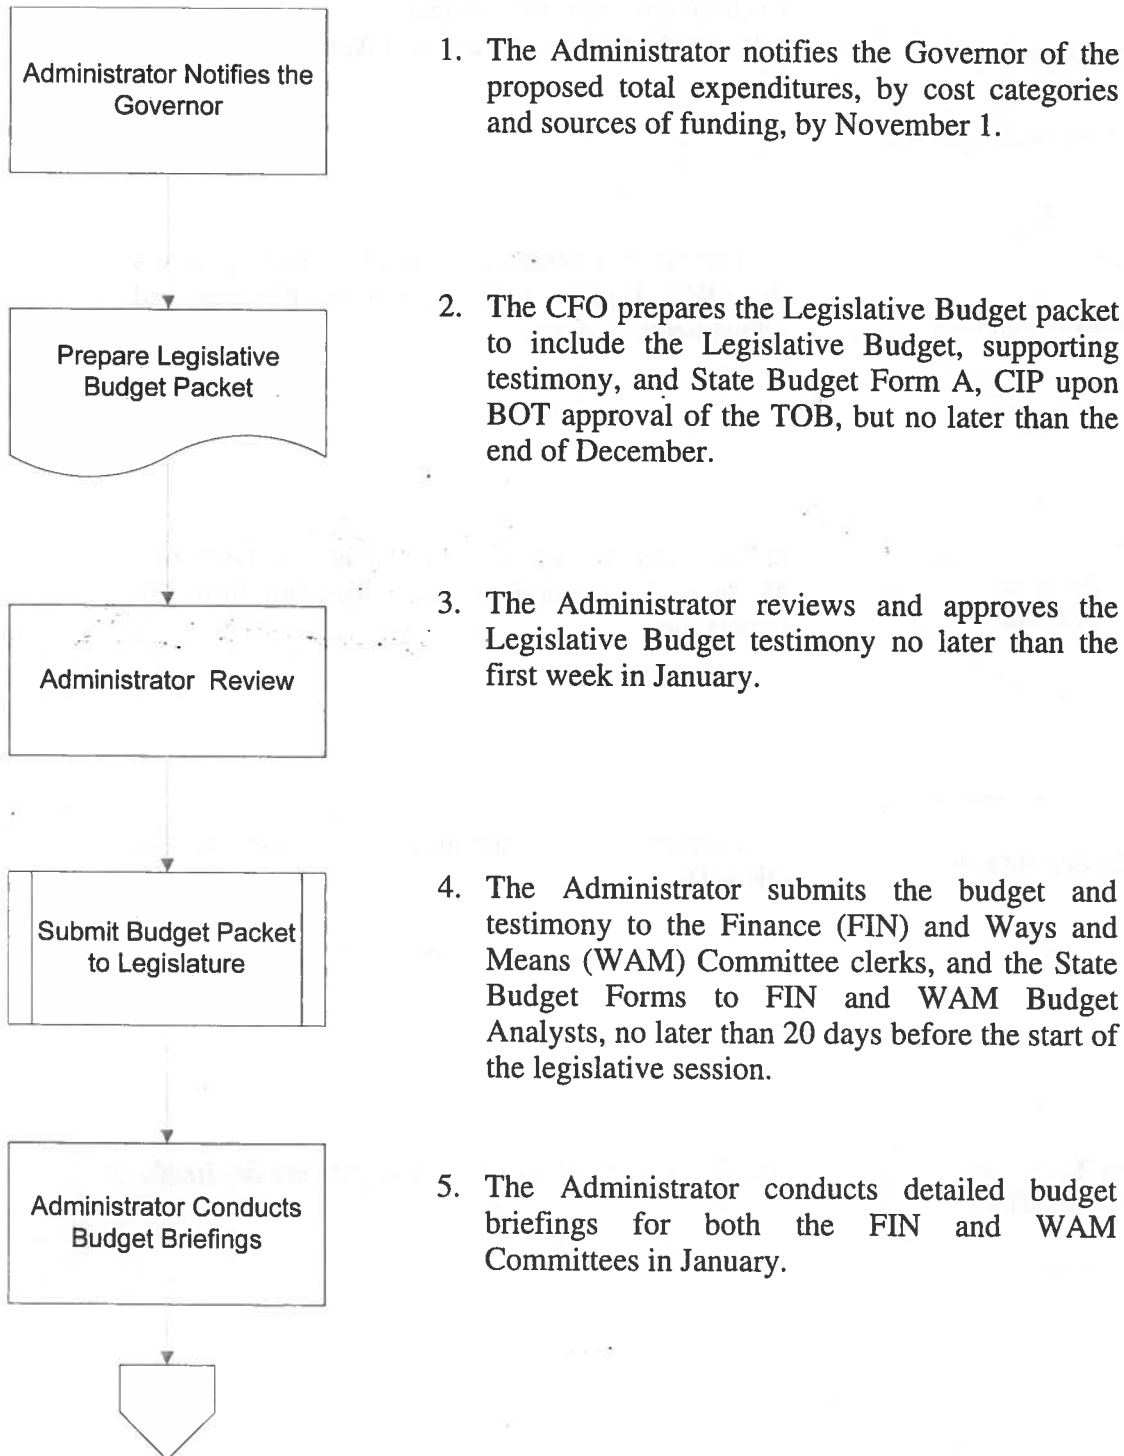 Administrator Notifies the
Governor
1. The Administrator notifies the Governor of the
proposed total expenditures, by cost categories
and sources of funding, by November 1.
Prepare Legislative
Budget Packet
2. The CFO prepares the Legislative Budget packet
to include the Legislative Budget, supporting
testimony, and State Budget Form A, CIP upon
BOT approval of the TOB, but no later than the
end of December.
Administrator Review
3. The Administrator reviews and approves the
Legislative Budget testimony no later than the
first week in January.
Submit Budget Packet
to Legislature
4. The Administrator submits the budget and
testimony to the Finance (FIN) and Ways and
Means (WAM) Committee clerks, and the State
Budget Forms to FIN and WAM Budget
Analysts, no later than 20 days before the start of
the legislative session.
Administrator Conducts
Budget Briefings
5. The Administrator conducts detailed budget
briefings for both the FIN and WAM
Committees in January.